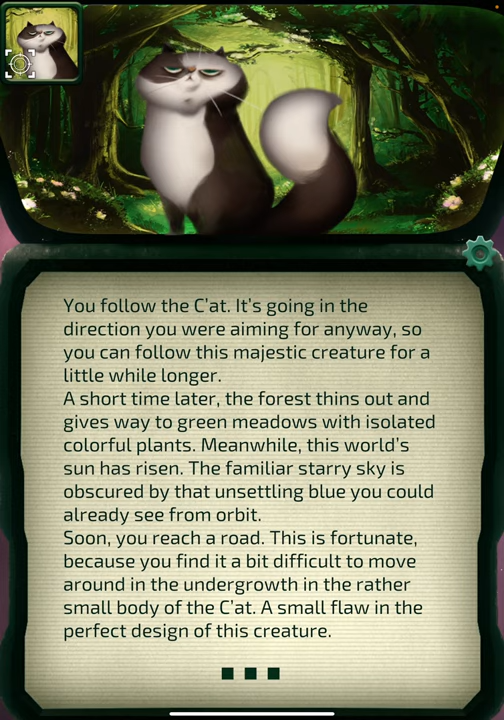 You follow the C'at. It's going in the
direction you were aiming for anyway, so
you can follow this majestic creature for a
little while longer.
A short time later, the forest thins out and
gives way to green meadows with isolated
colorful plants. Meanwhile, this world's
sun has risen. The familiar starry sky is
obscured by that unsettling blue you could
already see from orbit.
Soon, you reach a road. This is fortunate,
because you find it a bit difficult to move
around in the undergrowth in the rather
small body of the C'at. A small flaw in the
perfect design of this creature.